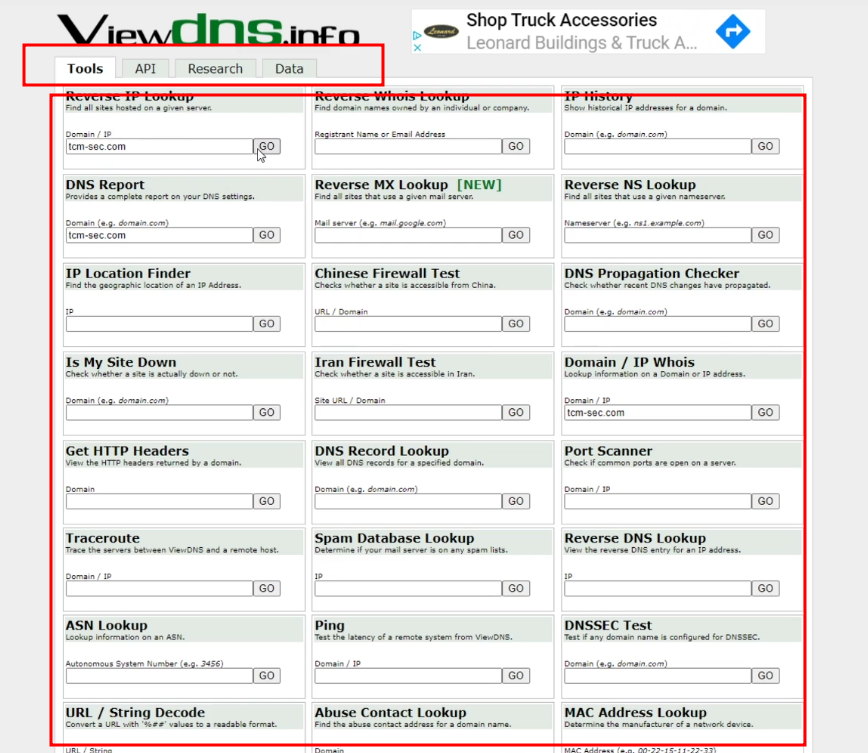 Viewdns.info
Shop Truck Accessories
Leonard
Leonard Buildings & Truck A...
Tools API Research Data
Reverse IP Lookup
Find all sites hosted on a given server.
Domain / IP
tcm-sec.com GO
Reverse Whois Lookup
Find domain names owned by an individual or company.
Registrant Name or Email Address
GO
IP History
Show historical IP addresses for a domain.
Domain (e.g. domain.com)
GO
DNS Report
Provides a complete report on your DNS settings.
Domain (e.g. domain.com)
tcm-sec.com GO
Reverse MX Lookup [NEW]
Find all sites that use a given mail server.
Mail server (e.g. mail.google.com)
GO
Reverse NS Lookup
Find all sites that use a given nameserver.
Nameserver (e.g. ns1.example.com)
GO
IP Location Finder
Find the geographic location of an IP Address.
IP
GO
Chinese Firewall Test
Checks whether a site is accessible from China.
URL / Domain
GO
DNS Propagation Checker
Check whether recent DNS changes have propagated.
Domain (e.g. domain.com)
GO
Is My Site Down
Check whether a site is actually down or not.
Domain (e.g. domain.com)
GO
Iran Firewall Test
Check whether a site is accessible in Iran.
Site URL / Domain
GO
Domain / IP Whois
Lookup information on a Domain or IP address.
Domain / IP
tcm-sec.com GO
Get HTTP Headers
View the HTTP headers returned by a domain.
Domain
GO
DNS Record Lookup
View all DNS records for a specified domain.
Domain (e.g. domain.com)
GO
Port Scanner
Check if common ports are open on a server.
Domain / IP
GO
Traceroute
Trace the servers between ViewDNS and a remote host.
Domain / IP
GO
Spam Database Lookup
Determine if your mail server is on any spam lists.
IP
GO
Reverse DNS Lookup
View the reverse DNS entry for an IP address.
IP
GO
ASN Lookup
Lookup information on an ASN.
Autonomous System Number (e.g. 3456)
GO
Ping
Test the latency of a remote system from ViewDNS.
Domain / IP
GO
DNSSEC Test
Test if any domain name is configured for DNSSEC.
Domain (e.g. domain.com)
GO
URL / String Decode
Convert a URL with '%##' values to a readable format.
URL / String
Abuse Contact Lookup
Find the abuse contact address for a domain name.
Domain
MAC Address Lookup
Determine the manufacturer of a network device.
MAC Address (e.g. 00-22-15-11-22-33)